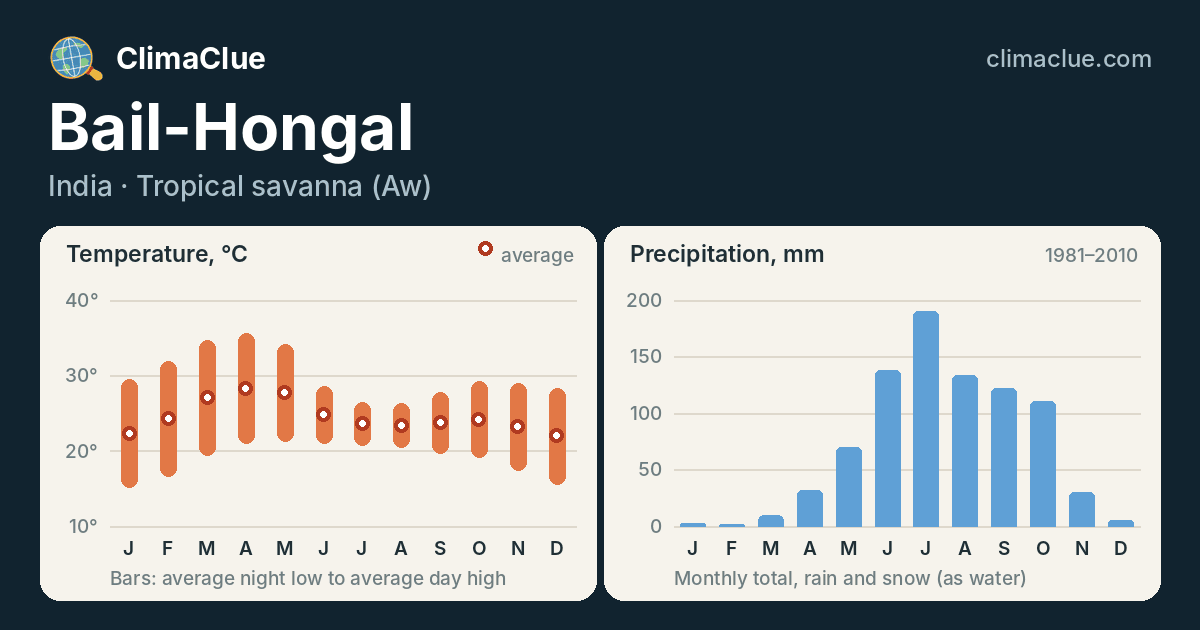 ClimaClue
climaclue.com
Bail-Hongal
India · Tropical savanna (Aw)
Temperature, °C
average
40°
30°
20°
10°
J F M A M J J A S O N D
Bars: average night low to average day high
Precipitation, mm
1981–2010
200
150
100
50
0
J F M A M J J A S O N D
Monthly total, rain and snow (as water)